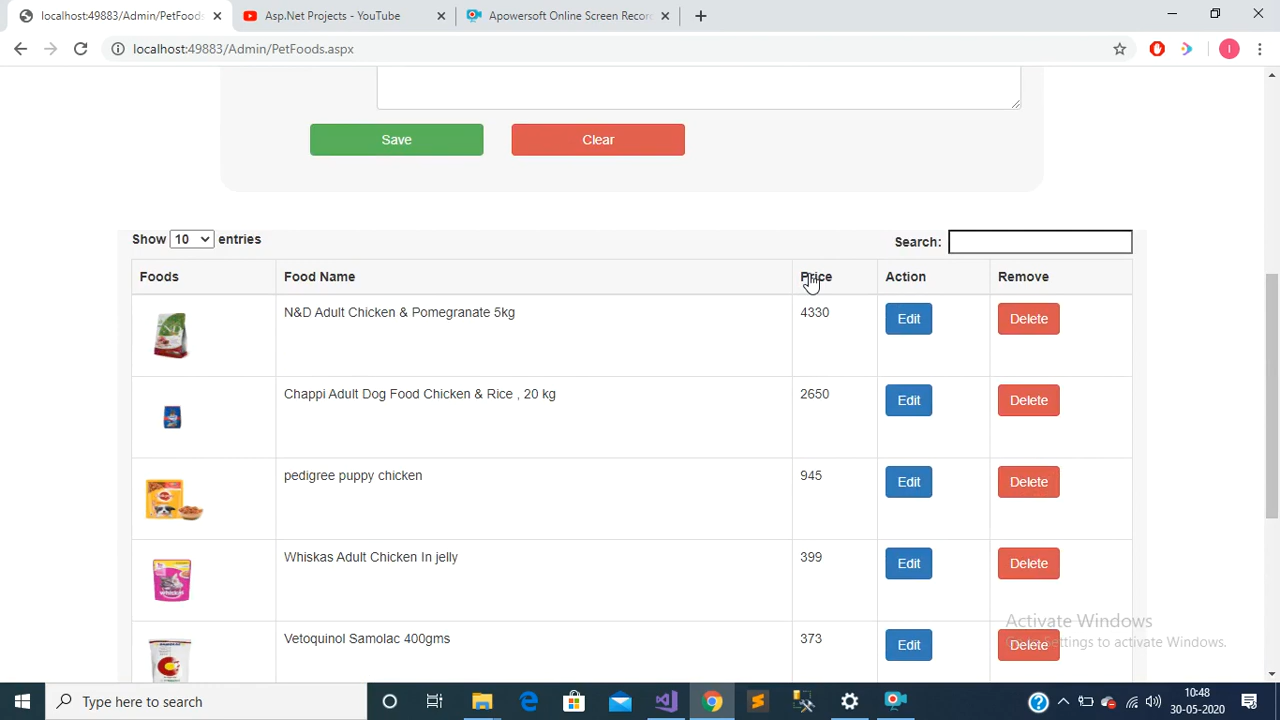 localhost:49883/Admin/PetFoods
Asp.Net Projects - YouTube
Apowersoft Online Screen Recor
localhost:49883/Admin/PetFoods.aspx
I
Save
Clear
Show 10 entries
Search:
Foods
Food Name
Price
Action
Remove
N&D Adult Chicken & Pomegranate 5kg
4330
Edit
Delete
Chappi Adult Dog Food Chicken & Rice , 20 kg
2650
Edit
Delete
pedigree puppy chicken
945
Edit
Delete
Whiskas Adult Chicken In jelly
399
Edit
Delete
Vetoquinol Samolac 400gms
373
Edit
Delete
Activate Windows
Settings to activate Windows.
Type here to search
10:48
30-05-2020